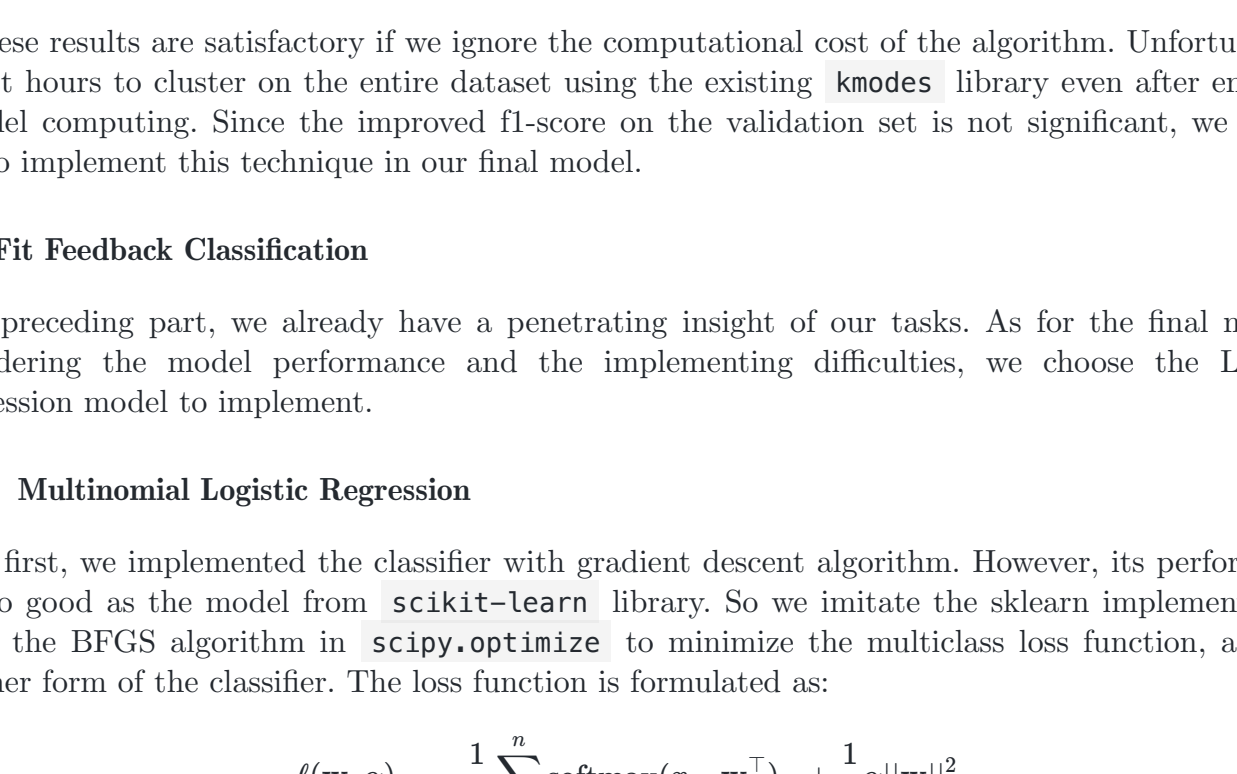 ese results are satisfactory if we ignore the computational cost of the algorithm. Unfortu
t hours to cluster on the entire dataset using the existing kmodes library even after en
lel computing. Since the improved f1-score on the validation set is not significant, we
o implement this technique in our final model.
Fit Feedback Classification
preceding part, we already have a penetrating insight of our tasks. As for the final n
dering the model performance and the implementing difficulties, we choose the L
ession model to implement.
Multinomial Logistic Regression
first, we implemented the classifier with gradient descent algorithm. However, its perfor
o good as the model from scikit-learn library. So we imitate the sklearn implemen
the BFGS algorithm in scipy.optimize to minimize the multiclass loss function, a
ner form of the classifier. The loss function is formulated as: